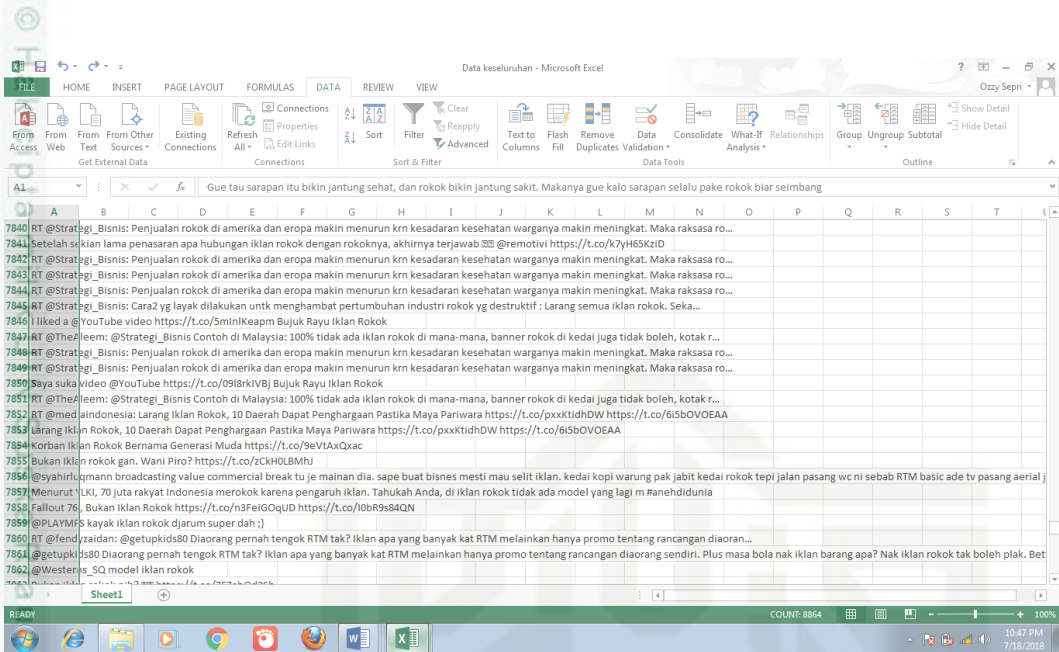 © Hak cipta
Data keseluruhan - Microsoft Excel
FILE HOME INSERT PAGE LAYOUT FORMULAS DATA REVIEW VIEW Ozzy Sepri
From Access From Web From Text From Other Sources Existing Connections Refresh All Connections Properties Edit Links Sort Filter Clear Reapply Advanced Text to Columns Flash Fill Remove Duplicates Data Validation Consolidate What-If Analysis Relationships Group Ungroup Subtotal Show Detail Hide Detail
Get External Data Connections Sort & Filter Data Tools Outline
A1 fx Gue tau sarapan itu bikin jantung sehat, dan rokok bikin jantung sakit. Makanya gue kalo sarapan selalu pake rokok biar seimbang
A B C D E F G H I J K L M N O P Q R S T
7840 RT @Strategi_Bisnis: Penjualan rokok di amerika dan eropa makin menurun krn kesadaran kesehatan warganya makin meningkat. Maka raksasa ro...
7841 Setelah sekian lama penasaran apa hubungan iklan rokok dengan rokoknya, akhirnya terjawab @remotivi https://t.co/k7yH65KziD
7842 RT @Strategi_Bisnis: Penjualan rokok di amerika dan eropa makin menurun krn kesadaran kesehatan warganya makin meningkat. Maka raksasa ro...
7843 RT @Strategi_Bisnis: Penjualan rokok di amerika dan eropa makin menurun krn kesadaran kesehatan warganya makin meningkat. Maka raksasa ro...
7844 RT @Strategi_Bisnis: Penjualan rokok di amerika dan eropa makin menurun krn kesadaran kesehatan warganya makin meningkat. Maka raksasa ro...
7845 RT @Strategi_Bisnis: Cara2 yg layak dilakukan untk menghambat pertumbuhan industri rokok yg destruktif : Larang semua iklan rokok. Seka...
7846 I liked a @YouTube video https://t.co/5mInlKeapm Bujuk Rayu Iklan Rokok
7847 RT @TheAleem: @Strategi_Bisnis Contoh di Malaysia: 100% tidak ada iklan rokok di mana-mana, banner rokok di kedai juga tidak boleh, kotak r...
7848 RT @Strategi_Bisnis: Penjualan rokok di amerika dan eropa makin menurun krn kesadaran kesehatan warganya makin meningkat. Maka raksasa ro...
7849 RT @Strategi_Bisnis: Penjualan rokok di amerika dan eropa makin menurun krn kesadaran kesehatan warganya makin meningkat. Maka raksasa ro...
7850 Saya suka video @YouTube https://t.co/09l8rkIVBj Bujuk Rayu Iklan Rokok
7851 RT @TheAleem: @Strategi_Bisnis Contoh di Malaysia: 100% tidak ada iklan rokok di mana-mana, banner rokok di kedai juga tidak boleh, kotak r...
7852 RT @mediaindonesia: Larang Iklan Rokok, 10 Daerah Dapat Penghargaan Pastika Maya Pariwara https://t.co/pxxKtidhDW https://t.co/6i5bOVOEAA
7853 Larang Iklan Rokok, 10 Daerah Dapat Penghargaan Pastika Maya Pariwara https://t.co/pxxKtidhDW https://t.co/6i5bOVOEAA
7854 Korban Iklan Rokok Bernama Generasi Muda https://t.co/9eVtAxQxac
7855 Bukan Iklan rokok gan. Wani Piro? https://t.co/zCkH0LBMhJ
7856 @syahirluqmann broadcasting value commercial break tu je mainan dia. sape buat bisnes mesti mau selit iklan. kedai kopi warung pak jabit kedai rokok tepi jalan pasang wc ni sebab RTM basic ade tv pasang aerial j
7857 Menurut YLKI, 70 juta rakyat Indonesia merokok karena pengaruh iklan. Tahukah Anda, di iklan rokok tidak ada model yang lagi m #anehdidunia
7858 Fallout 76, Bukan Iklan Rokok https://t.co/n3FeiGOqUD https://t.co/I0bR9s84QN
7859 @PLAYMFS kayak iklan rokok djarum super dah ;)
7860 RT @fendyzaidan: @getupkids80 Diaorang pernah tengok RTM tak? Iklan apa yang banyak kat RTM melainkan hanya promo tentang rancangan diaoran...
7861 @getupkids80 Diaorang pernah tengok RTM tak? Iklan apa yang banyak kat RTM melainkan hanya promo tentang rancangan diaorang sendiri. Plus masa bola nak iklan barang apa? Nak iklan rokok tak boleh plak. Bet
7862 @Westerns_SQ model iklan rokok
Sheet1
READY COUNT: 8864 100%
10:47 PM
7/18/2018